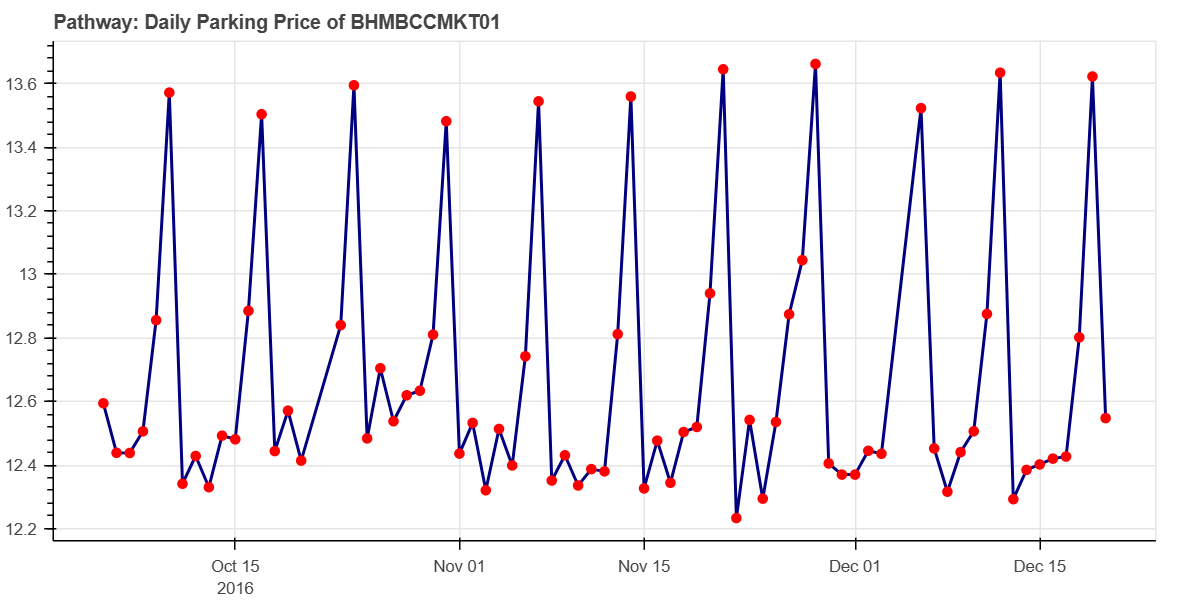 Pathway: Daily Parking Price of BHMBCCMKT01
13.6
13.4
13.2
13
12.8
12.6
12.4
12.2
Oct 15
2016
Nov 01
Nov 15
Dec 01
Dec 15